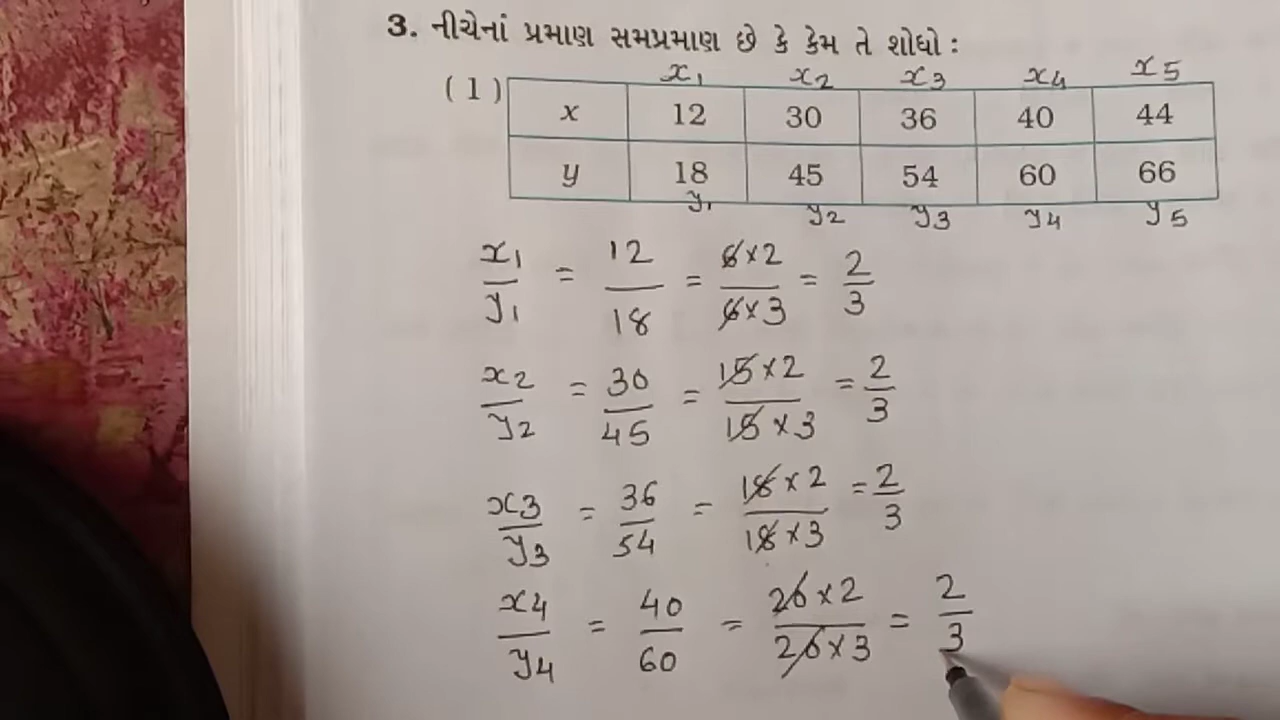 3. નીચેનાં પ્રમાણ સમપ્રમાણ છે કે કેમ તે શોધો :
x1 x2 x3 x4 x5
(1) x 12 30 36 40 44
y 18 45 54 60 66
y1 y2 y3 y4 y5
x1/y1 = 12/18 = 6×2/6×3 = 2/3
x2/y2 = 30/45 = 15×2/15×3 = 2/3
x3/y3 = 36/54 = 18×2/18×3 = 2/3
x4/y4 = 40/60 = 20×2/20×3 = 2/3